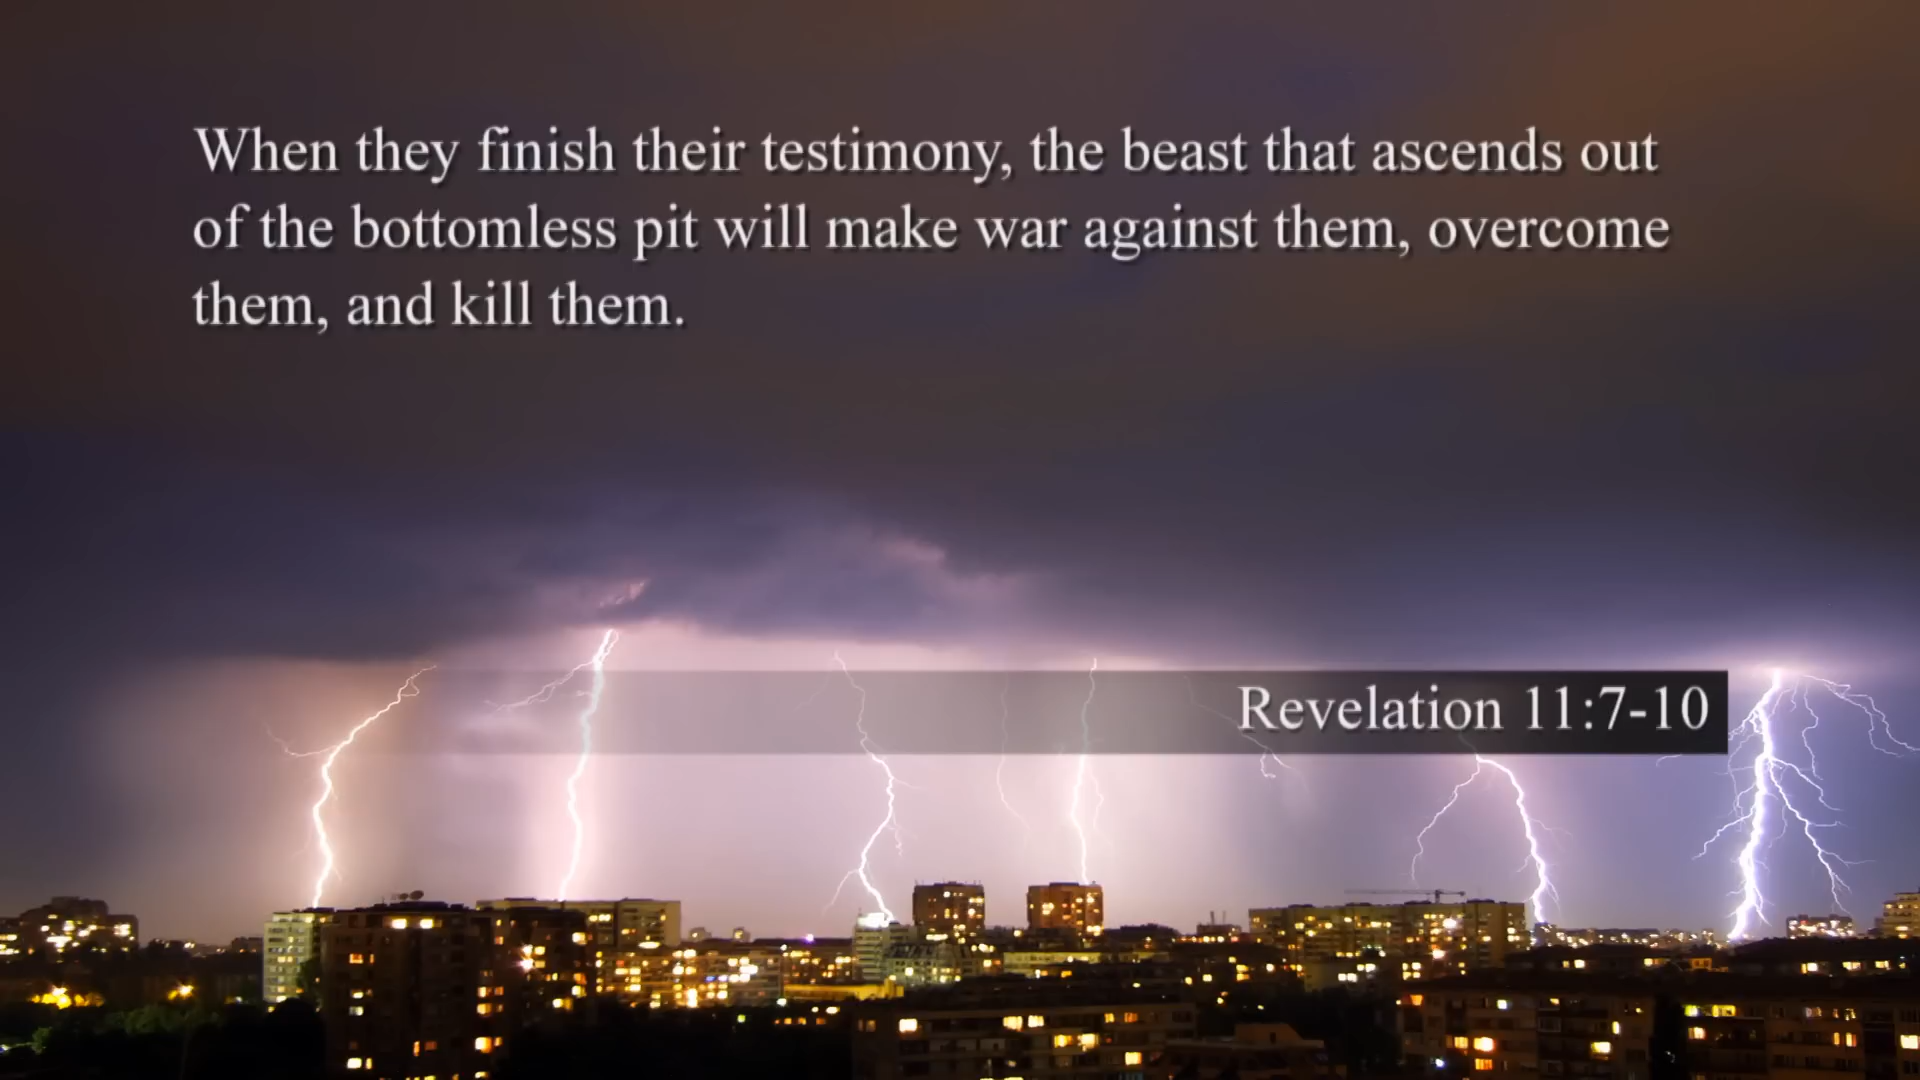 When they finish their testimony, the beast that ascends out
of the bottomless pit will make war against them, overcome
them, and kill them.
Revelation 11:7-10